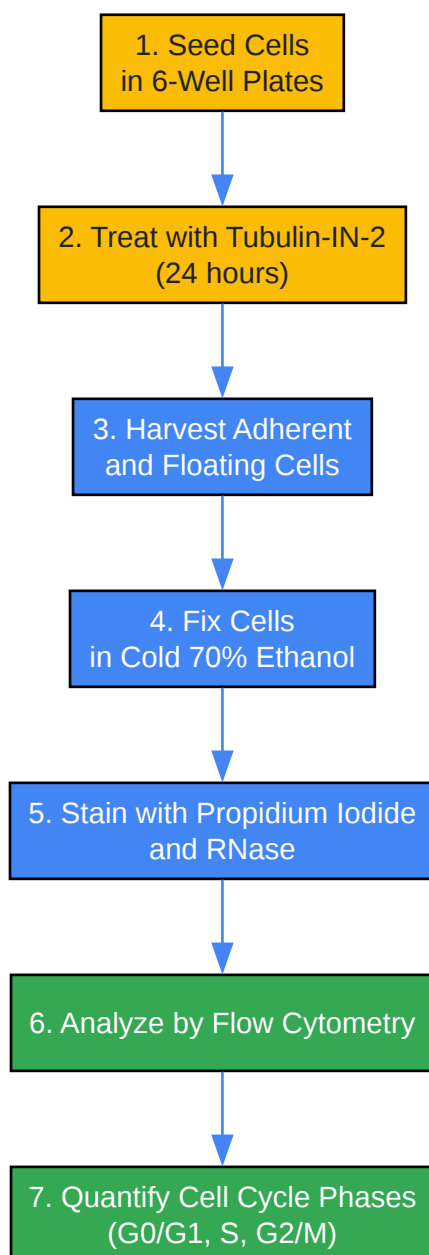 1. Seed Cells
in 6-Well Plates
2. Treat with Tubulin-IN-2
(24 hours)
3. Harvest Adherent
and Floating Cells
4. Fix Cells
in Cold 70% Ethanol
5. Stain with Propidium Iodide
and RNase
6. Analyze by Flow Cytometry
7. Quantify Cell Cycle Phases
(G0/G1, S, G2/M)